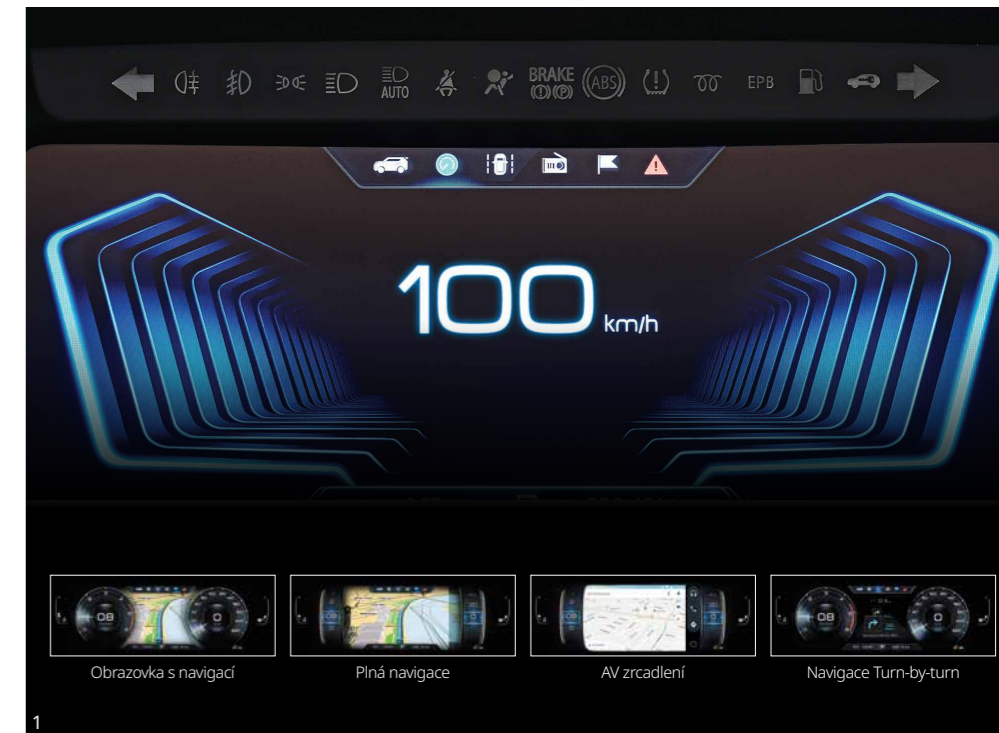 AUTO
BRAKE
(ABS)
EPB
100 km/h
Obrazovka s navigací
Plná navigace
AV zrcadlení
Navigace Turn-by-turn
1